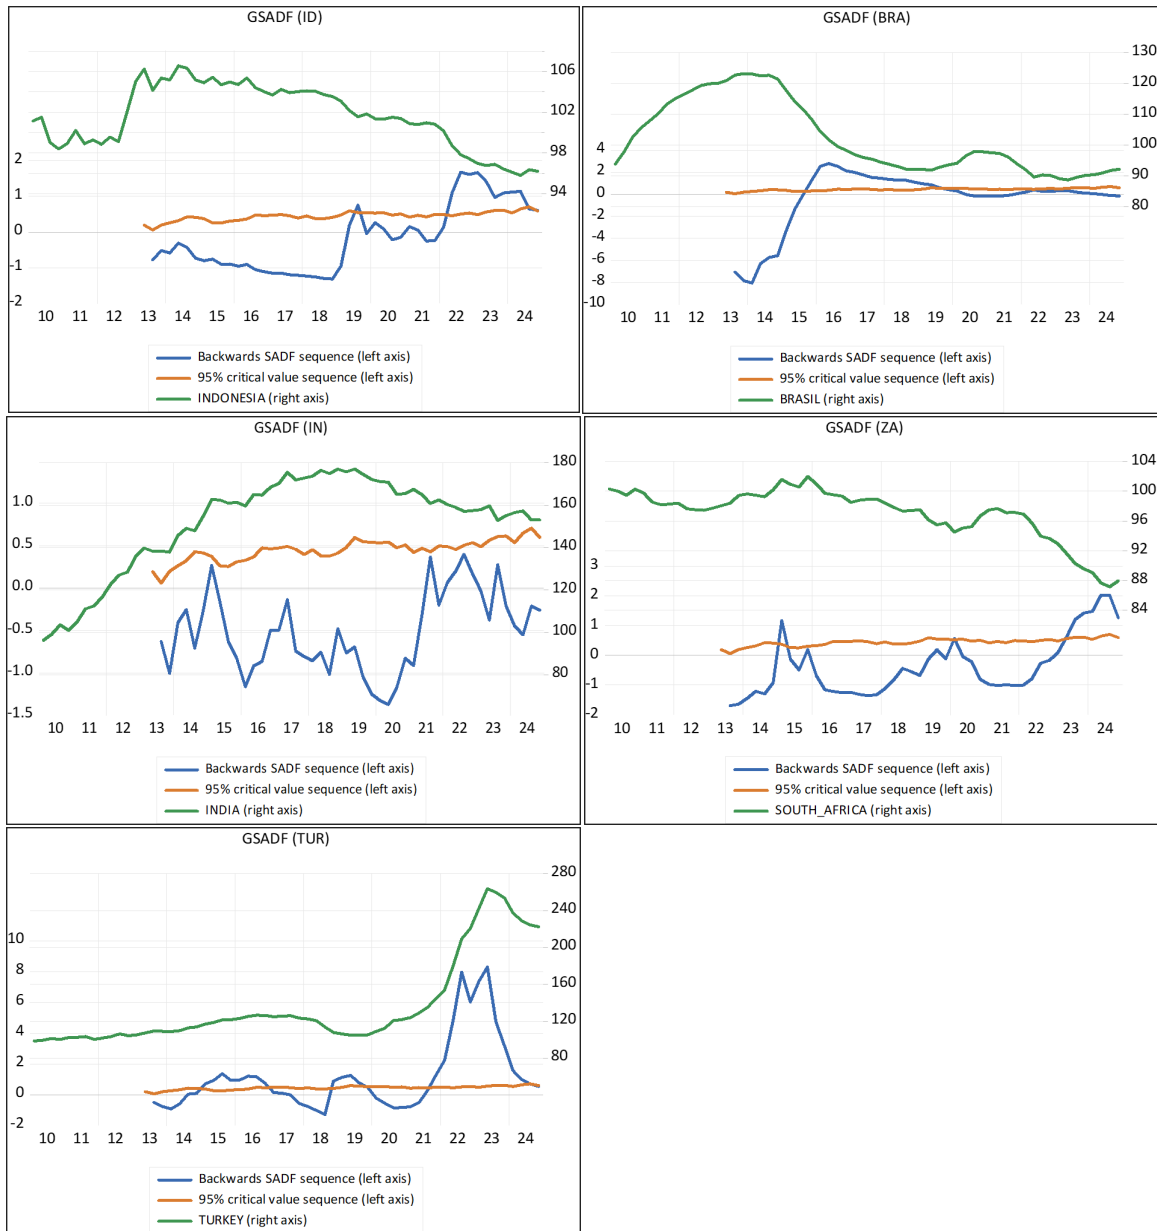 GSADF (ID)
106
102
98
94
2
1
0
-1
-2
10 11 12 13 14 15 16 17 18 19 20 21 22 23 24
Backwards SADF sequence (left axis)
95% critical value sequence (left axis)
INDONESIA (right axis)
GSADF (BRA)
130
120
110
100
90
80
4
2
0
-2
-4
-6
-8
-10
10 11 12 13 14 15 16 17 18 19 20 21 22 23 24
Backwards SADF sequence (left axis)
95% critical value sequence (left axis)
BRASIL (right axis)
GSADF (IN)
180
160
140
120
100
80
1.0
0.5
0.0
-0.5
-1.0
-1.5
10 11 12 13 14 15 16 17 18 19 20 21 22 23 24
Backwards SADF sequence (left axis)
95% critical value sequence (left axis)
INDIA (right axis)
GSADF (ZA)
104
100
96
92
88
84
3
2
1
0
-1
-2
10 11 12 13 14 15 16 17 18 19 20 21 22 23 24
Backwards SADF sequence (left axis)
95% critical value sequence (left axis)
SOUTH_AFRICA (right axis)
GSADF (TUR)
280
240
200
160
120
80
10
8
6
4
2
0
-2
10 11 12 13 14 15 16 17 18 19 20 21 22 23 24
Backwards SADF sequence (left axis)
95% critical value sequence (left axis)
TURKEY (right axis)